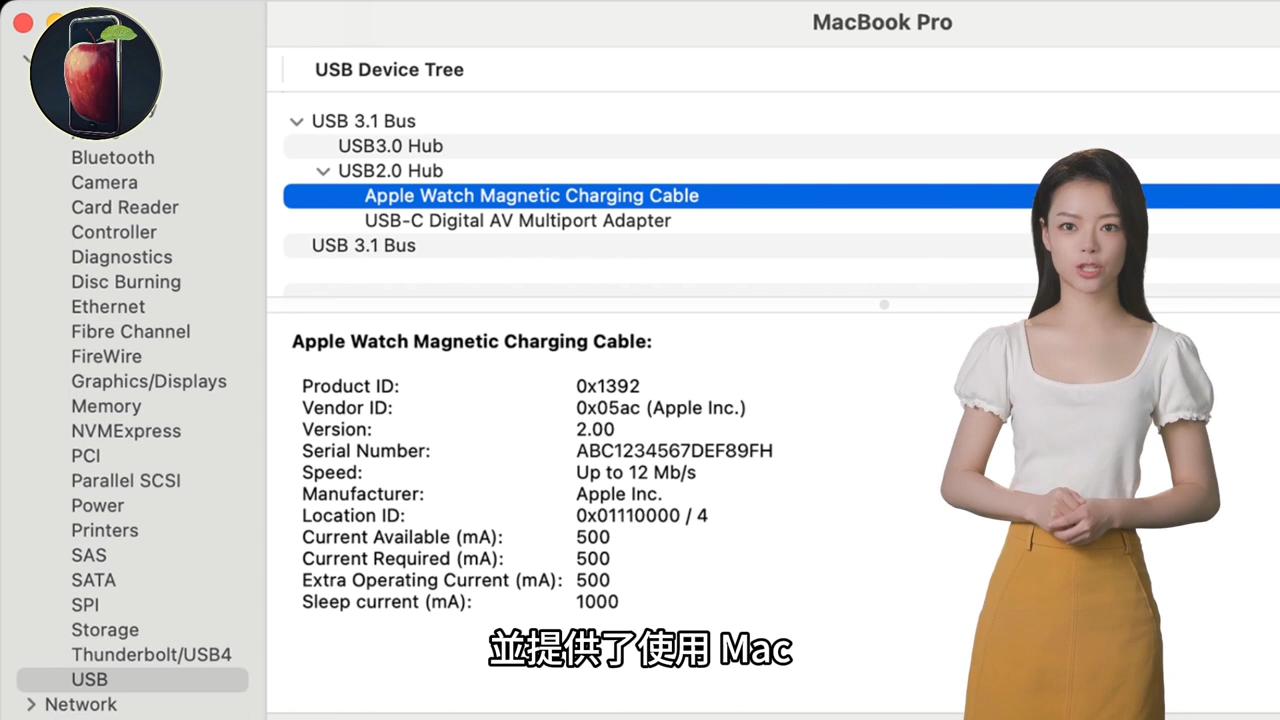 MacBook Pro
USB Device Tree
USB 3.1 Bus
USB3.0 Hub
USB2.0 Hub
Apple Watch Magnetic Charging Cable
USB-C Digital AV Multiport Adapter
USB 3.1 Bus
Bluetooth
Camera
Card Reader
Controller
Diagnostics
Disc Burning
Ethernet
Fibre Channel
FireWire
Graphics/Displays
Memory
NVMExpress
PCI
Parallel SCSI
Power
Printers
SAS
SATA
SPI
Storage
Thunderbolt/USB4
USB
Network
Apple Watch Magnetic Charging Cable:
Product ID: 0x1392
Vendor ID: 0x05ac (Apple Inc.)
Version: 2.00
Serial Number: ABC1234567DEF89FH
Speed: Up to 12 Mb/s
Manufacturer: Apple Inc.
Location ID: 0x01110000 / 4
Current Available (mA): 500
Current Required (mA): 500
Extra Operating Current (mA): 500
Sleep current (mA): 1000
並提供了使用 Mac